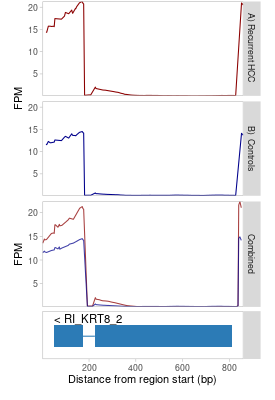 20
15
10
5
A) Recurrent HCC
FPM
20
15
10
5
B) Controls
20
15
10
5
Combined
FPM
< RI_KRT8_2
200 400 600 800
Distance from region start (bp)